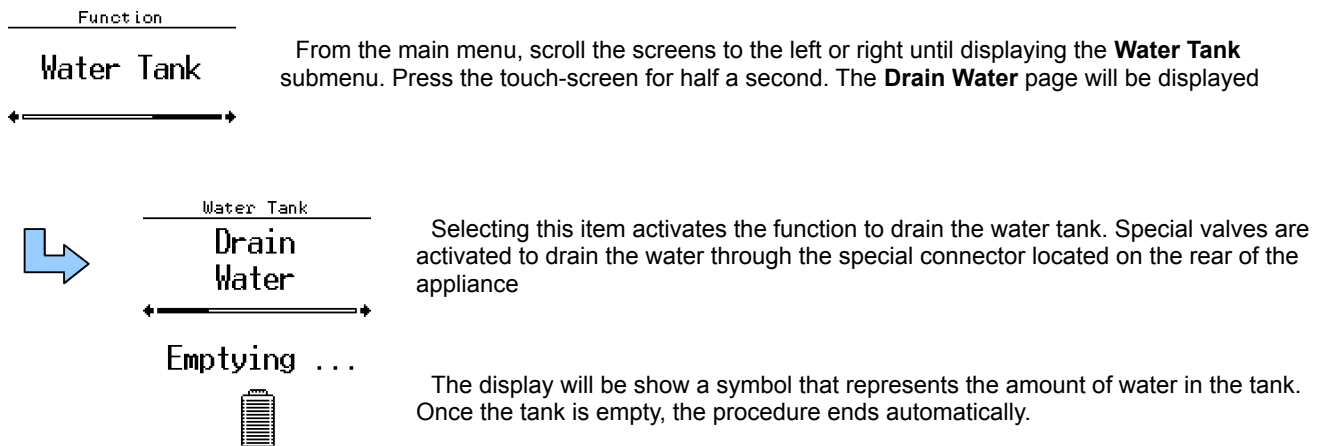 Function
Water Tank
From the main menu, scroll the screens to the left or right until displaying the Water Tank
submenu. Press the touch-screen for half a second. The Drain Water page will be displayed
Water Tank
Drain
Water
Selecting this item activates the function to drain the water tank. Special valves are
activated to drain the water through the special connector located on the rear of the
appliance
Emptying ...
The display will be show a symbol that represents the amount of water in the tank.
Once the tank is empty, the procedure ends automatically.